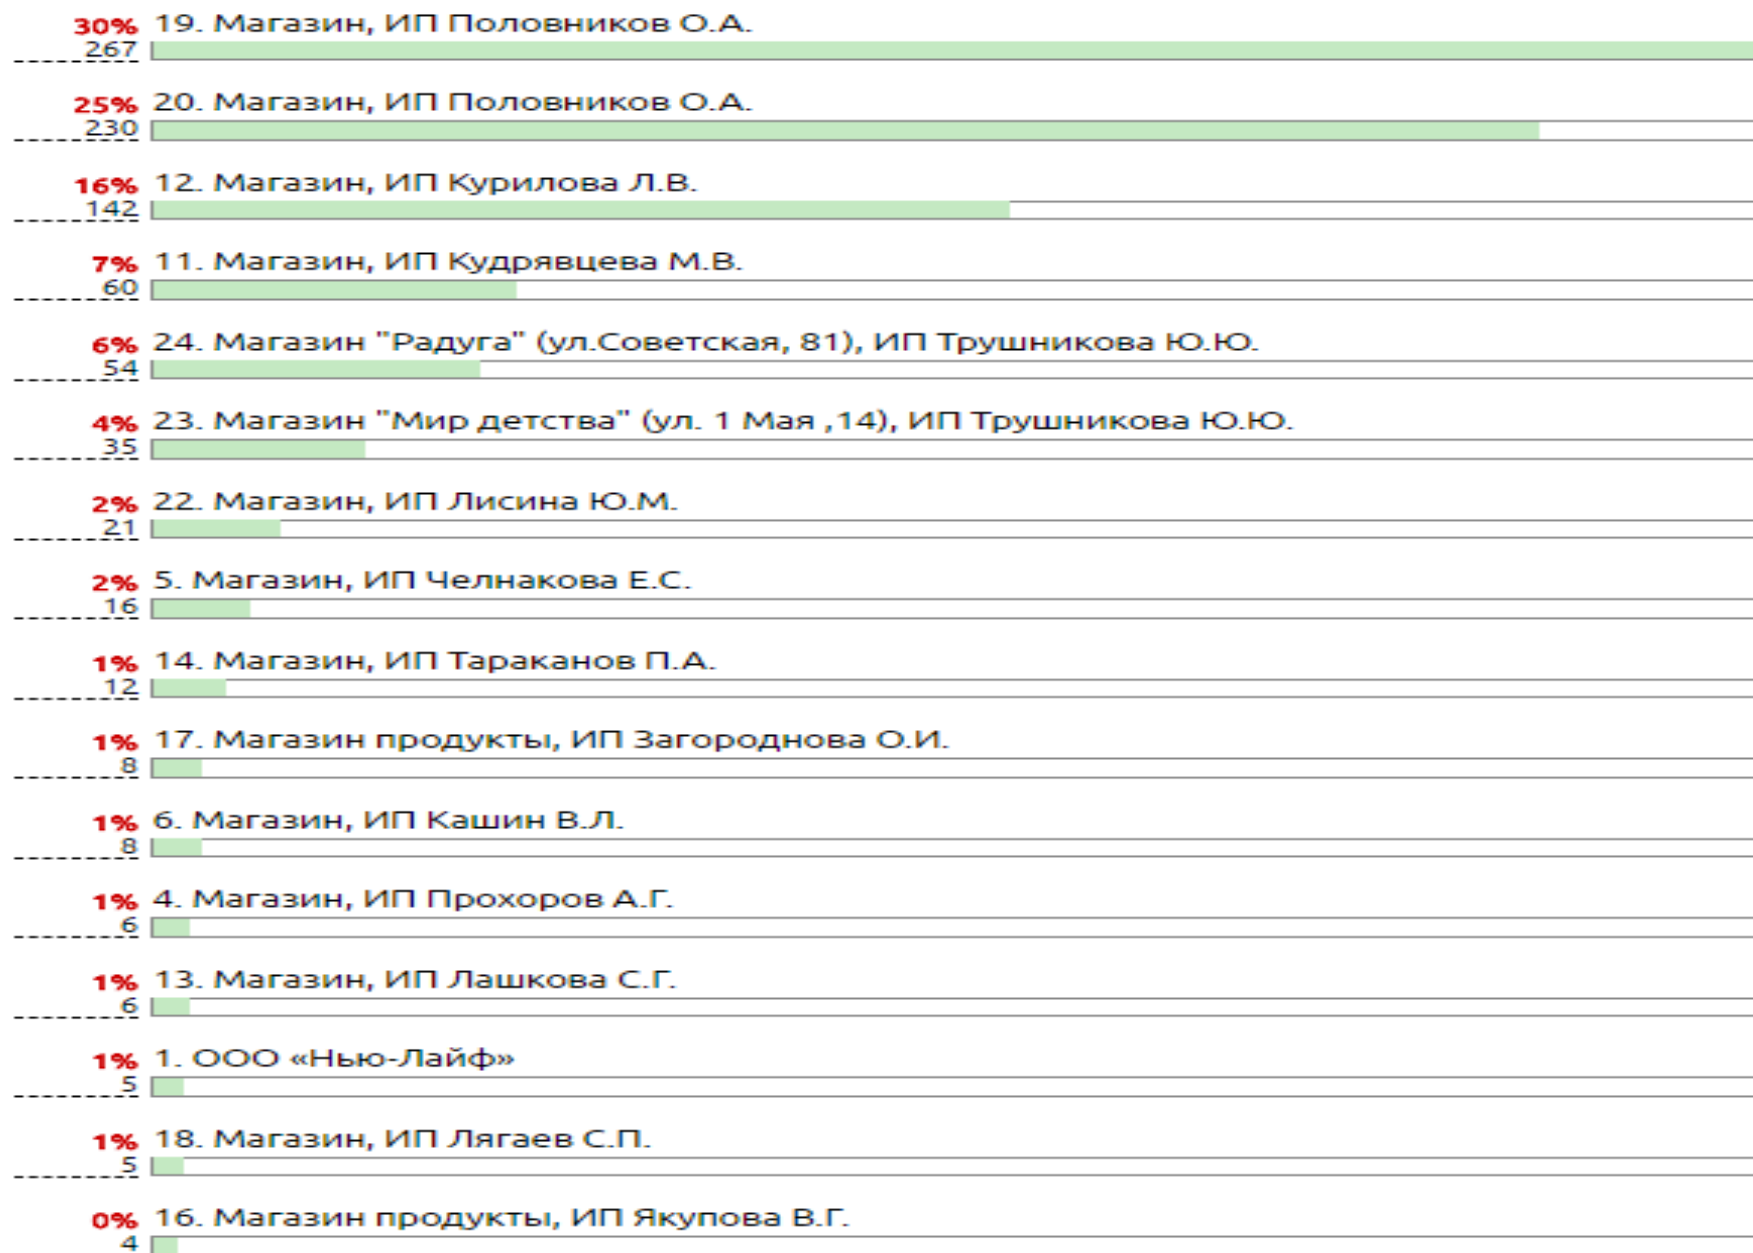 30% 19. Магазин, ИП Половников О.А.
267
25% 20. Магазин, ИП Половников О.А.
230
16% 12. Магазин, ИП Курилова Л.В.
142
7% 11. Магазин, ИП Кудрявцева М.В.
60
6% 24. Магазин "Радуга" (ул.Советская, 81), ИП Трушникова Ю.Ю.
54
4% 23. Магазин "Мир детства" (ул. 1 Мая ,14), ИП Трушникова Ю.Ю.
35
2% 22. Магазин, ИП Лисина Ю.М.
21
2% 5. Магазин, ИП Челнакова Е.С.
16
1% 14. Магазин, ИП Тараканов П.А.
12
1% 17. Магазин продукты, ИП Загороднова О.И.
8
1% 6. Магазин, ИП Кашин В.Л.
8
1% 4. Магазин, ИП Прохоров А.Г.
6
1% 13. Магазин, ИП Лашкова С.Г.
6
1% 1. ООО «Нью-Лайф»
5
1% 18. Магазин, ИП Лягаев С.П.
5
0% 16. Магазин продукты, ИП Якупова В.Г.
4